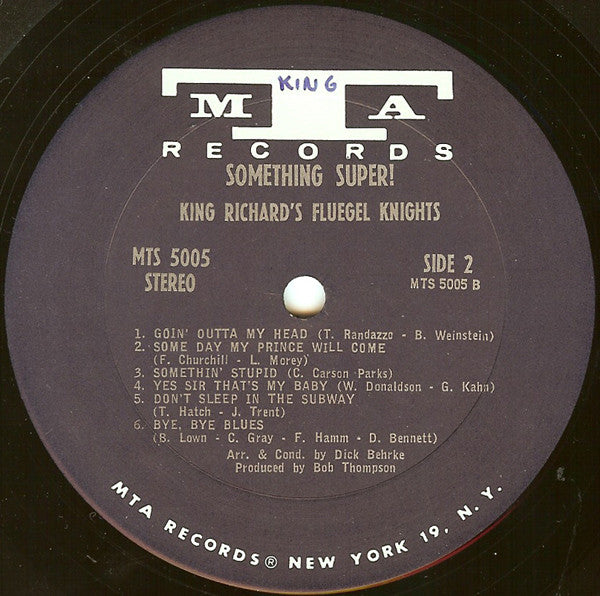 KING
M T A
RECORDS
SOMETHING SUPER!
KING RICHARD'S FLUEGEL KNIGHTS
MTS 5005
STEREO
SIDE 2
MTS 5005 B
1. GOIN' OUTTA MY HEAD (T. Randazzo - B. Weinstein)
2. SOME DAY MY PRINCE WILL COME
(F. Churchill - L. Morey)
3. SOMETHIN' STUPID (C. Carson Parks)
4. YES SIR THAT'S MY BABY (W. Donaldson - G. Kahn)
5. DON'T SLEEP IN THE SUBWAY
(T. Hatch - J. Trent)
6. BYE, BYE BLUES
(B. Lown - C. Gray - F. Hamm - D. Bennett)
Arr. & Cond. by Dick Behrke
Produced by Bob Thompson
MTA RECORDS® NEW YORK 19, N. Y.